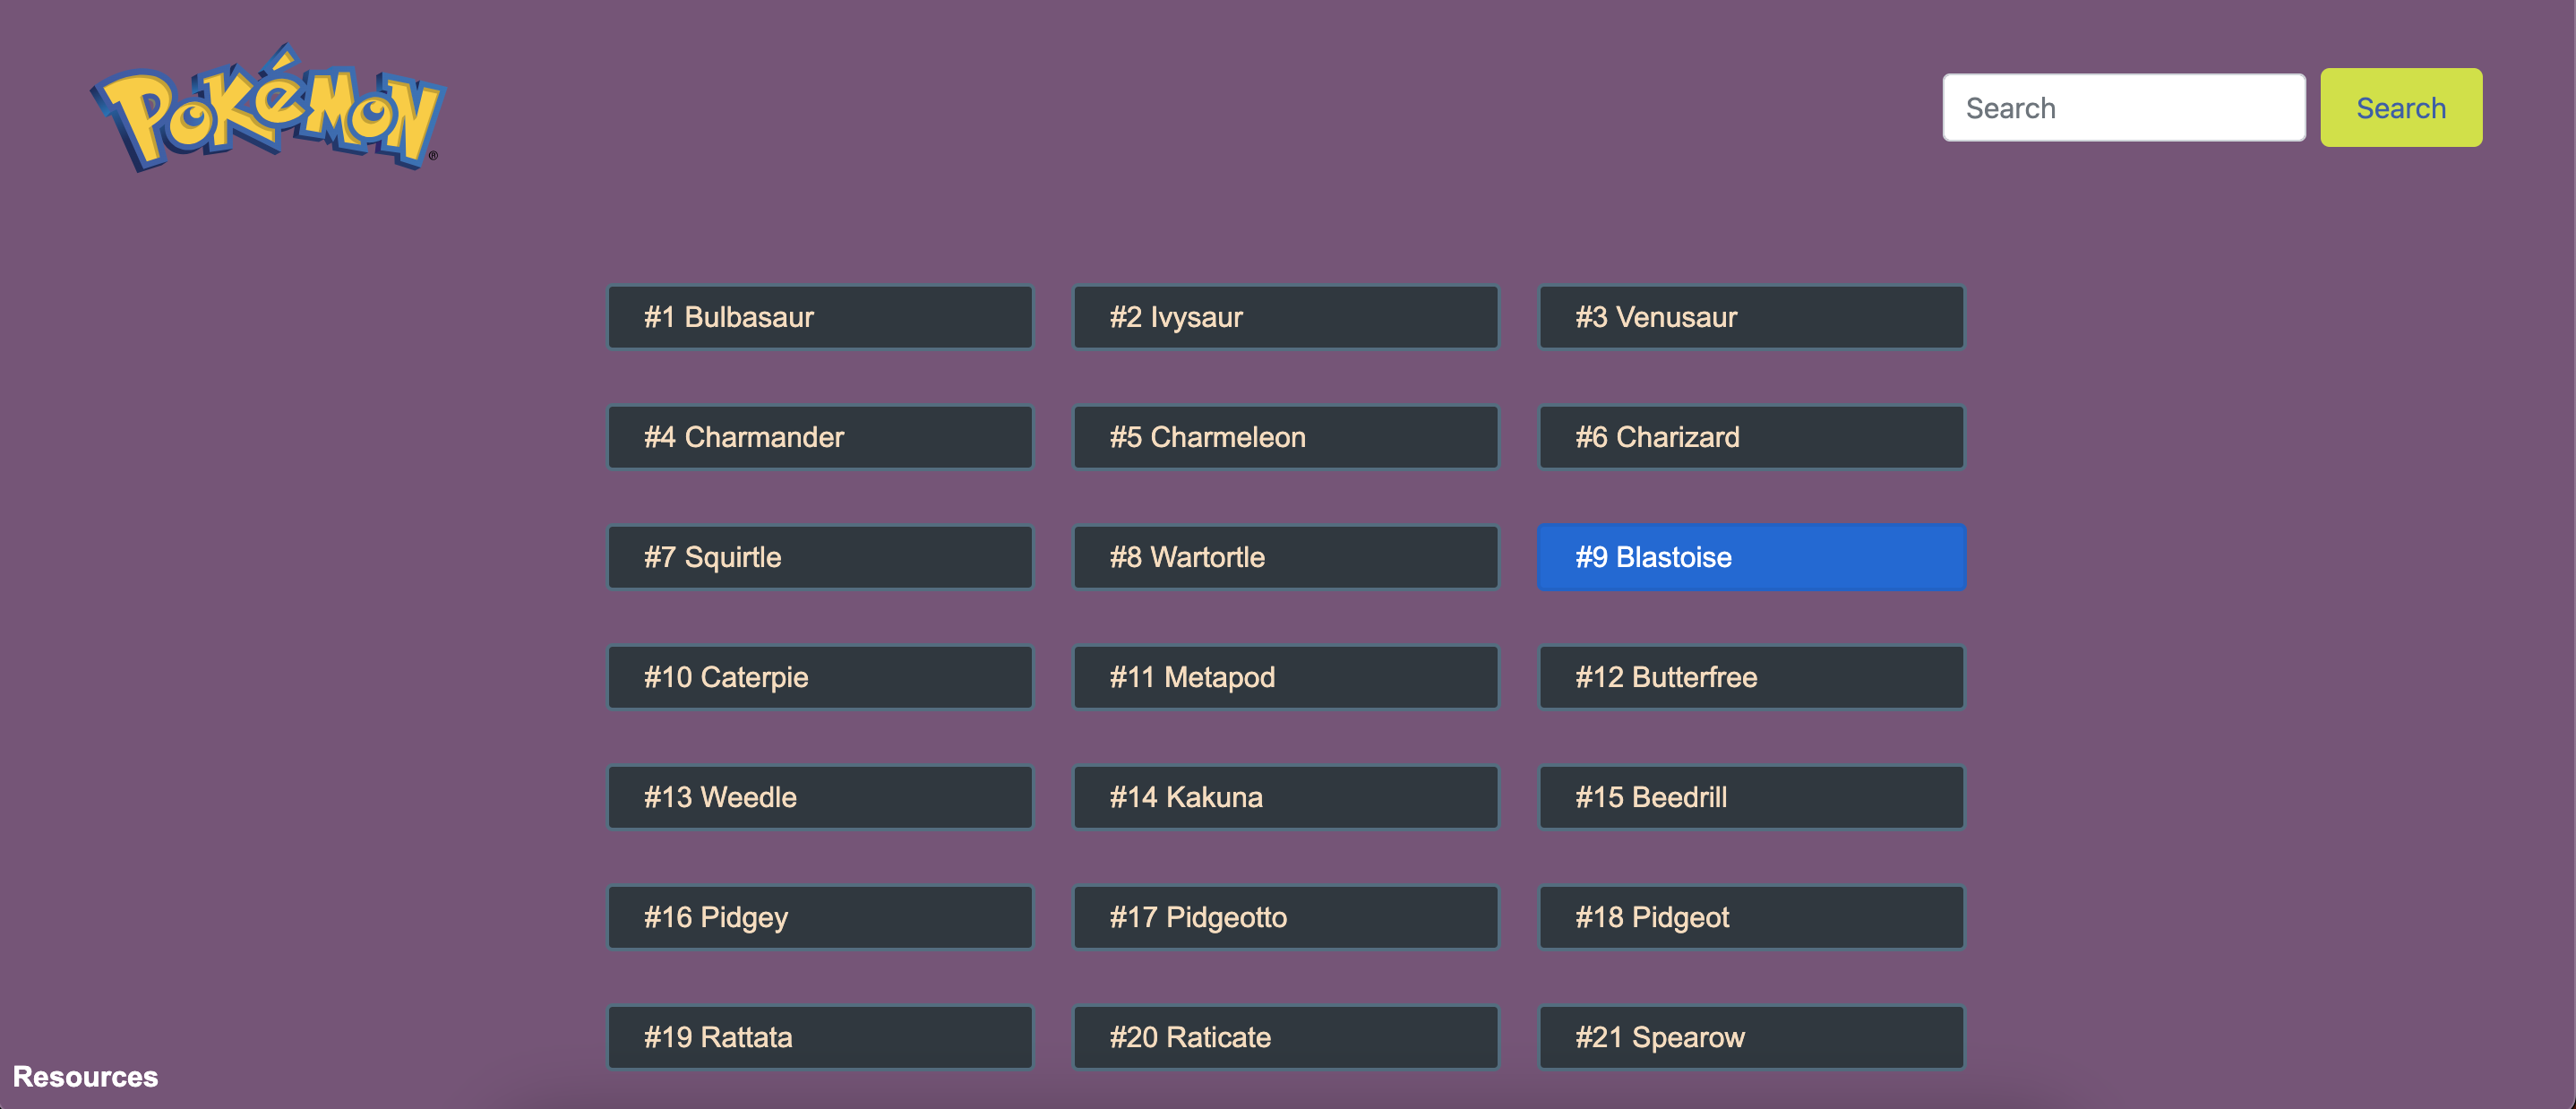 POKéMON®
Search Search
#1 Bulbasaur #2 Ivysaur #3 Venusaur
#4 Charmander #5 Charmeleon #6 Charizard
#7 Squirtle #8 Wartortle #9 Blastoise
#10 Caterpie #11 Metapod #12 Butterfree
#13 Weedle #14 Kakuna #15 Beedrill
#16 Pidgey #17 Pidgeotto #18 Pidgeot
#19 Rattata #20 Raticate #21 Spearow
Resources